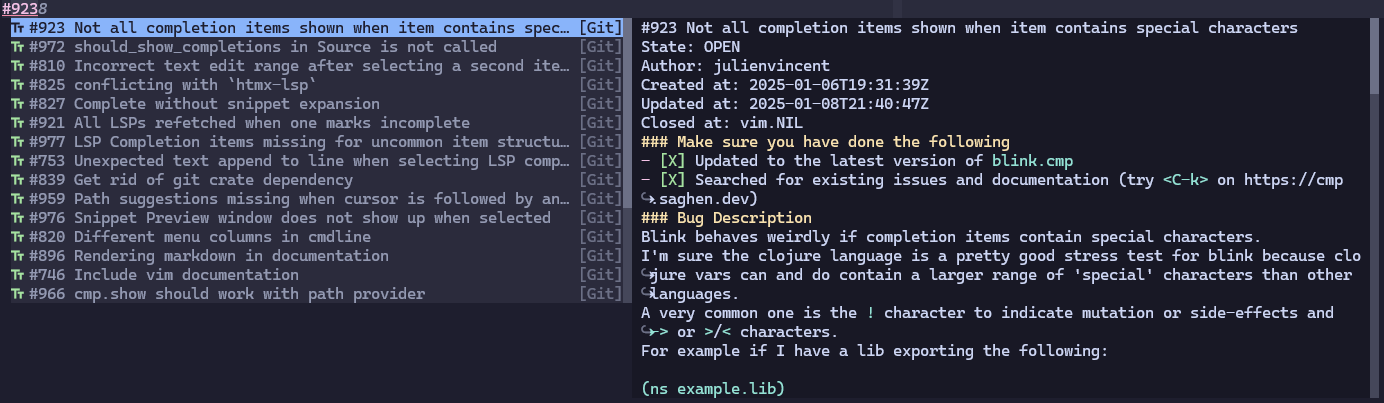 #9238
Tт #923 Not all completion items shown when item contains spec… [Git]
Tт #972 should_show_completions in Source is not called [Git]
Tт #810 Incorrect text edit range after selecting a second ite… [Git]
Tт #825 conflicting with `htmx-lsp` [Git]
Tт #827 Complete without snippet expansion [Git]
Tт #921 All LSPs refetched when one marks incomplete [Git]
Tт #977 LSP Completion items missing for uncommon item structu… [Git]
Tт #753 Unexpected text append to line when selecting LSP comp… [Git]
Tт #839 Get rid of git crate dependency [Git]
Tт #959 Path suggestions missing when cursor is followed by an… [Git]
Tт #976 Snippet Preview window does not show up when selected [Git]
Tт #820 Different menu columns in cmdline [Git]
Tт #896 Rendering markdown in documentation [Git]
Tт #746 Include vim documentation [Git]
Tт #966 cmp.show should work with path provider [Git]
#923 Not all completion items shown when item contains special characters
State: OPEN
Author: julienvincent
Created at: 2025-01-06T19:31:39Z
Updated at: 2025-01-08T21:40:47Z
Closed at: vim.NIL
### Make sure you have done the following
- [X] Updated to the latest version of blink.cmp
- [X] Searched for existing issues and documentation (try <C-k> on https://cmp
.saghen.dev)
### Bug Description
Blink behaves weirdly if completion items contain special characters.
I'm sure the clojure language is a pretty good stress test for blink because clo
jure vars can and do contain a larger range of 'special' characters than other
languages.
A very common one is the ! character to indicate mutation or side-effects and
-> or >/< characters.
For example if I have a lib exporting the following:
(ns example.lib)